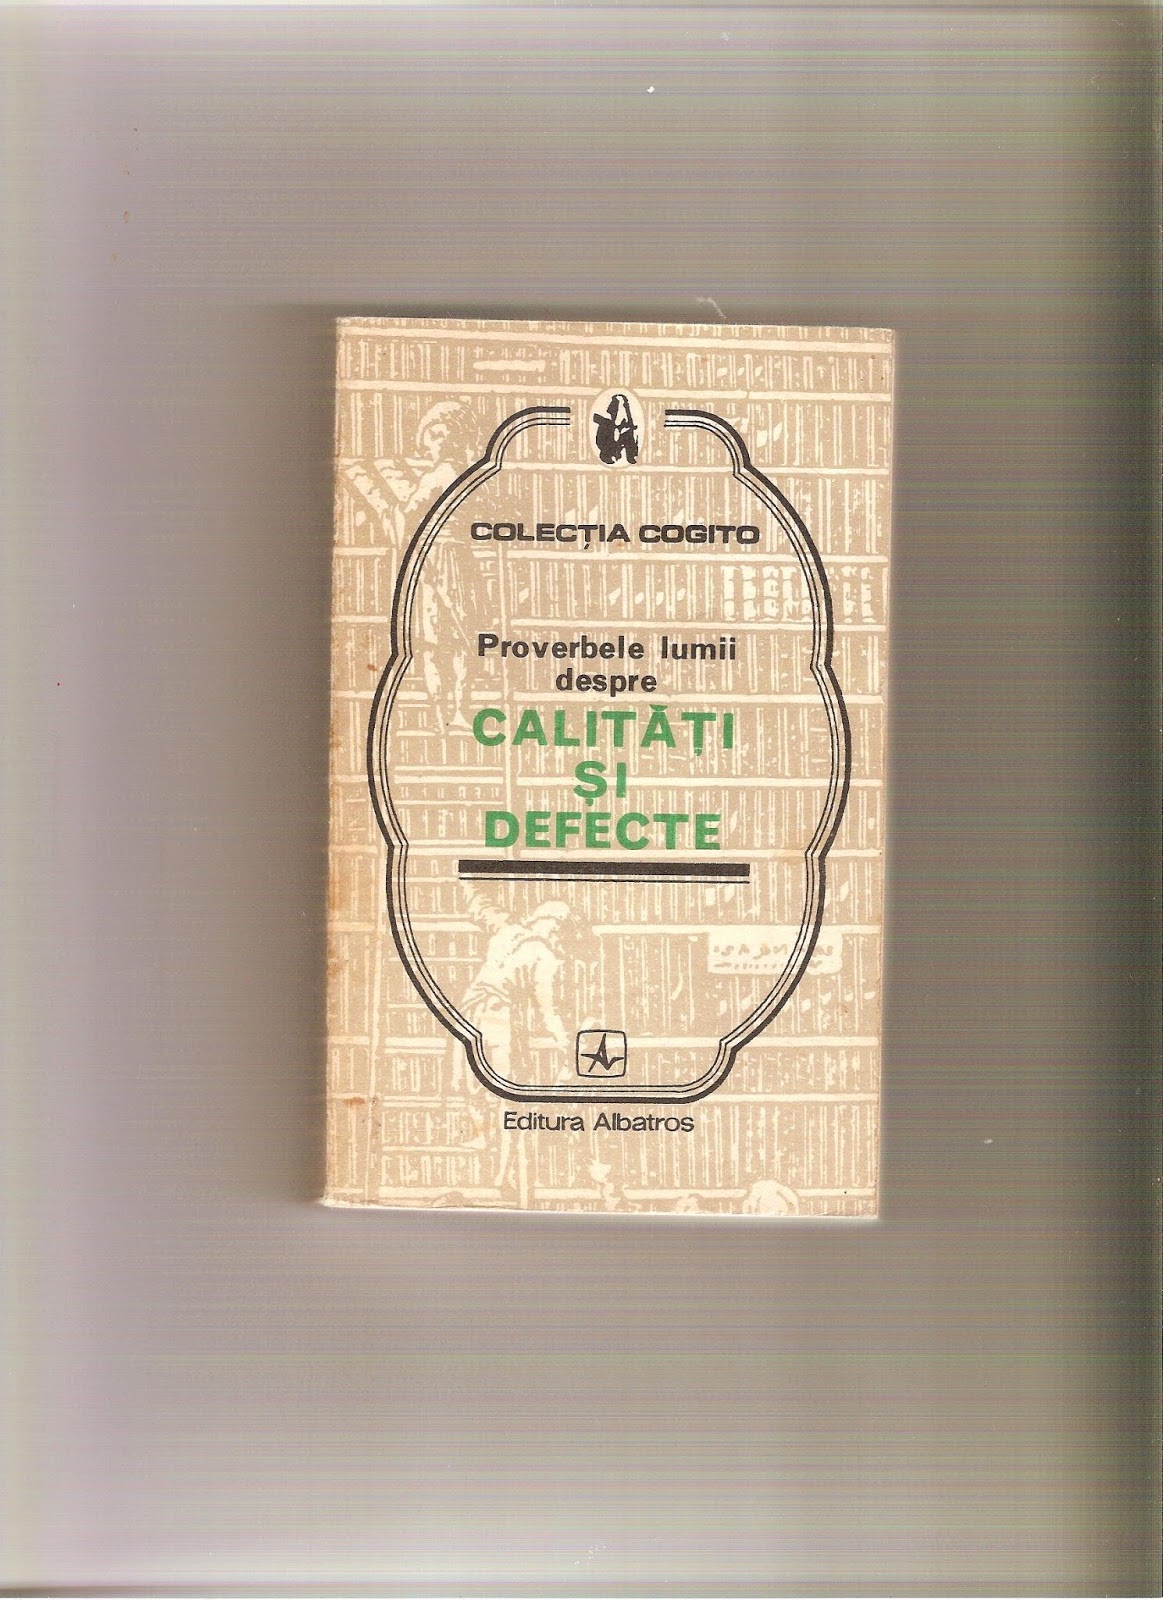 COLECȚIA COGITO
Proverbele lumii
despre
CALITĂȚI
ȘI
DEFECTE
Editura Albatros